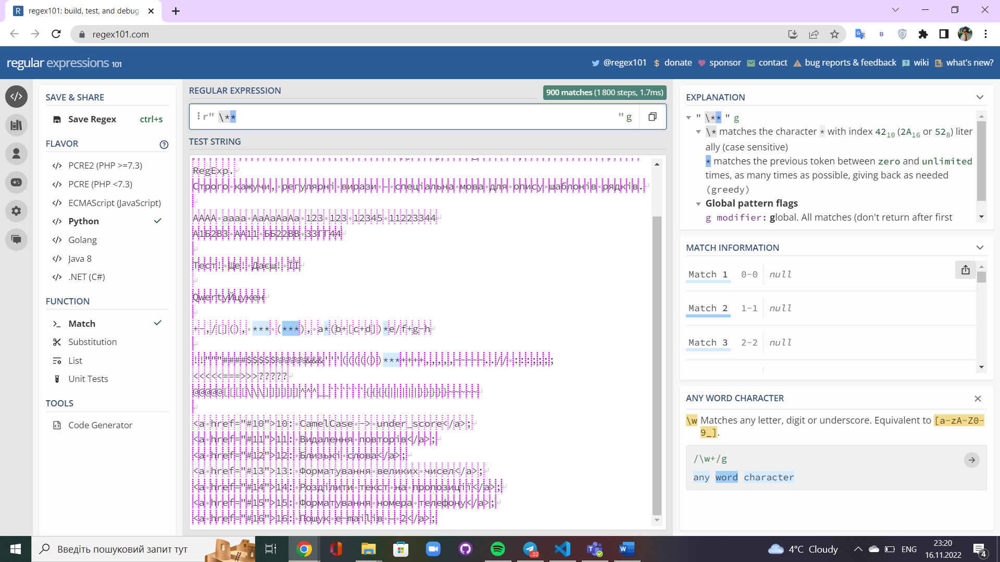 regex101: build, test, and debug
regex101.com
regular expressions 101
@regex101
$ donate
sponsor
contact
bug reports & feedback
wiki
what's new?
SAVE & SHARE
Save Regex ctrl+s
FLAVOR
PCRE2 (PHP >=7.3)
PCRE (PHP <7.3)
ECMAScript (JavaScript)
Python
Golang
Java 8
.NET (C#)
FUNCTION
Match
Substitution
List
Unit Tests
TOOLS
Code Generator
REGULAR EXPRESSION
900 matches (1 800 steps, 1.7ms)
r" \** " g
TEST STRING
RegExp.
Строго кажучи, регулярні вирази — спеціальна мова для опису шаблонів рядків.
AAAA aaaa AaAaAaAa 123 123 12345 11223344
А1Б2В3 АА11 ББ22ВВ 33ГГ44
Тест! Ще! Даєш! ЇЇ
QwertyЙцукен
+-,/[](), *** (***), a*(b+[c+d])*e/f+g-h
<<<<<===>>>?????
<a href="#10">10: CamelCase -> under_score</a>;
<a href="#11">11: Видалення повторів</a>;
<a href="#12">12: Близькі слова</a>;
<a href="#13">13: Форматування великих чисел</a>;
<a href="#14">14: Розділити текст на пропозиції</a>;
<a href="#15">15: Форматування номера телефону</a>;
<a href="#16">16: Пошук e-mailів — 2</a>;
EXPLANATION
" \** " g
\* matches the character * with index 42₁₀ (2A₁₆ or 52₈) liter
ally (case sensitive)
* matches the previous token between zero and unlimited
times, as many times as possible, giving back as needed
(greedy)
Global pattern flags
g modifier: global. All matches (don't return after first
MATCH INFORMATION
Match 1 0-0 null
Match 2 1-1 null
Match 3 2-2 null
ANY WORD CHARACTER
\w Matches any letter, digit or underscore. Equivalent to [a-zA-Z0-
9_].
/\w+/g
any word character
Введіть пошуковий запит тут
4°C Cloudy
ENG
23:20
16.11.2022
4